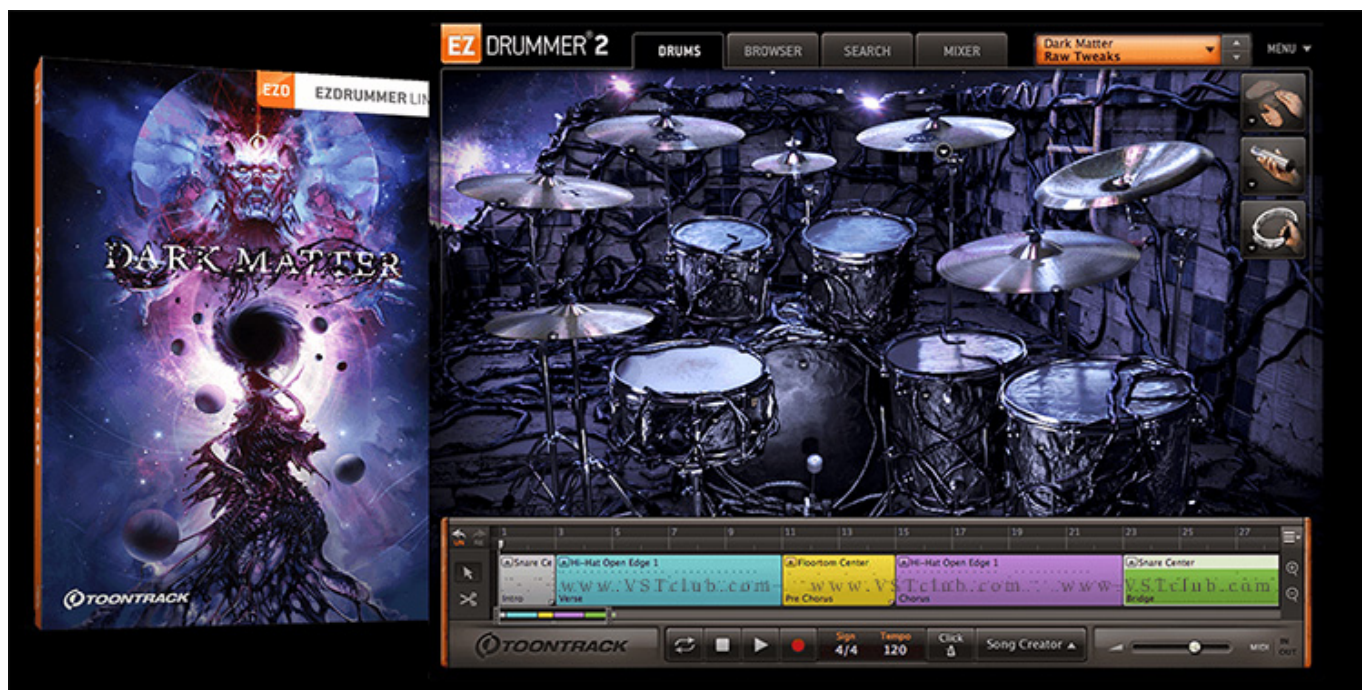 EZD EZDRUMMER LIN
DARK MATTER
TOONTRACK
EZ DRUMMER® 2
DRUMS
BROWSER
SEARCH
MIXER
Dark Matter
Raw Tweaks
MENU
1 3 5 7 9 11 13 15 17 19 21 23 25 27
Snare Ce
Hi-Hat Open Edge 1
Floortom Center
Hi-Hat Open Edge 1
Snare Center
www.VSTclub.com
www.VSTclub.com
www.VSTclub.com
Intro
Verse
Pre Chorus
Chorus
Bridge
TOONTRACK
Sign
4/4
Tempo
120
Click
Song Creator
MIDI
IN
OUT